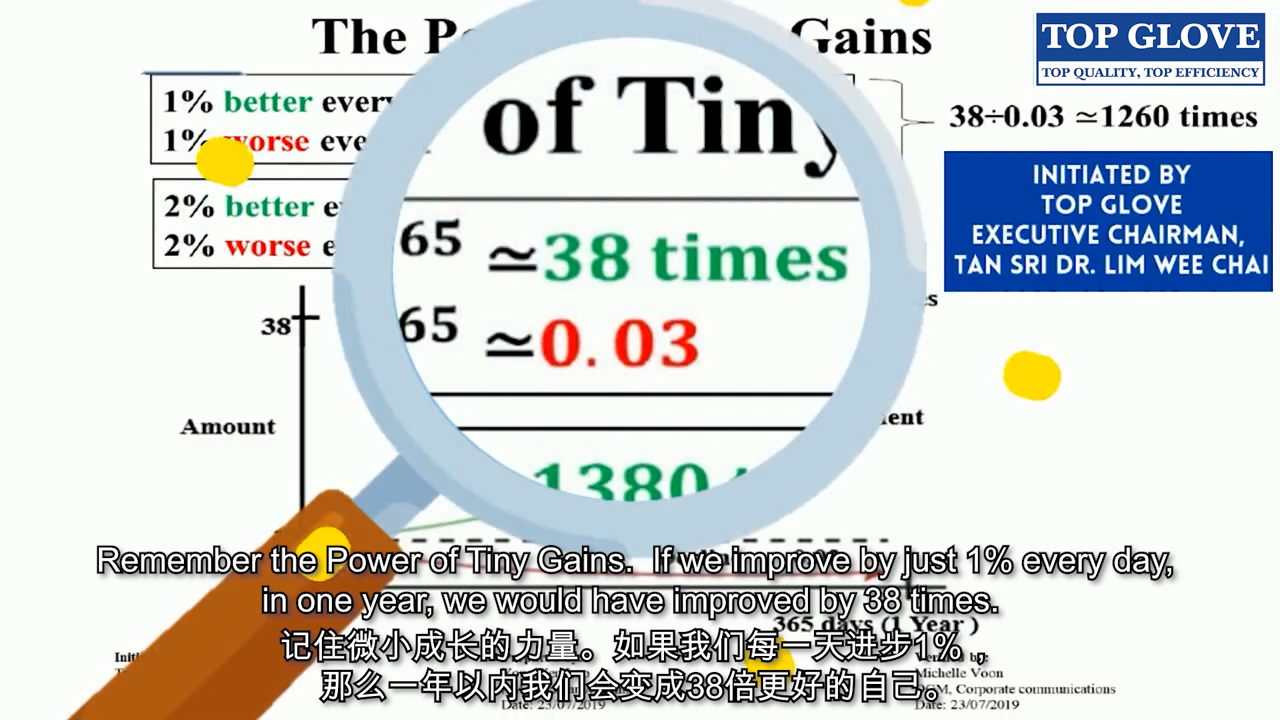 The P Gains
of Tiny
TOP GLOVE
TOP QUALITY, TOP EFFICIENCY
1% better every
1% worse eve
38÷0.03 ≃1260 times
2% better e
2% worse e
65 ≃38 times
65 ≃0.03
INITIATED BY
TOP GLOVE
EXECUTIVE CHAIRMAN,
TAN SRI DR. LIM WEE CHAI
38
Amount
1380
Remember the Power of Tiny Gains. If we improve by just 1% every day,
in one year, we would have improved by 38 times.
365 days (1 Year )
记住微小成长的力量。如果我们每一天进步1%，
那么一年以内我们会变成38倍更好的自己。
Michelle Voon
DGM, Corporate communications
Date: 23/07/2019
Date: 23/07/2019